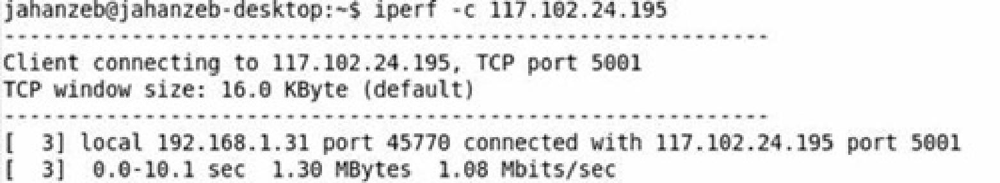 jahanzeb@jahanzeb-desktop:~$ iperf -c 117.102.24.195
------------------------------------------------------------
Client connecting to 117.102.24.195, TCP port 5001
TCP window size: 16.0 KByte (default)
------------------------------------------------------------
[  3] local 192.168.1.31 port 45770 connected with 117.102.24.195 port 5001
[  3]  0.0-10.1 sec  1.30 MBytes  1.08 Mbits/sec